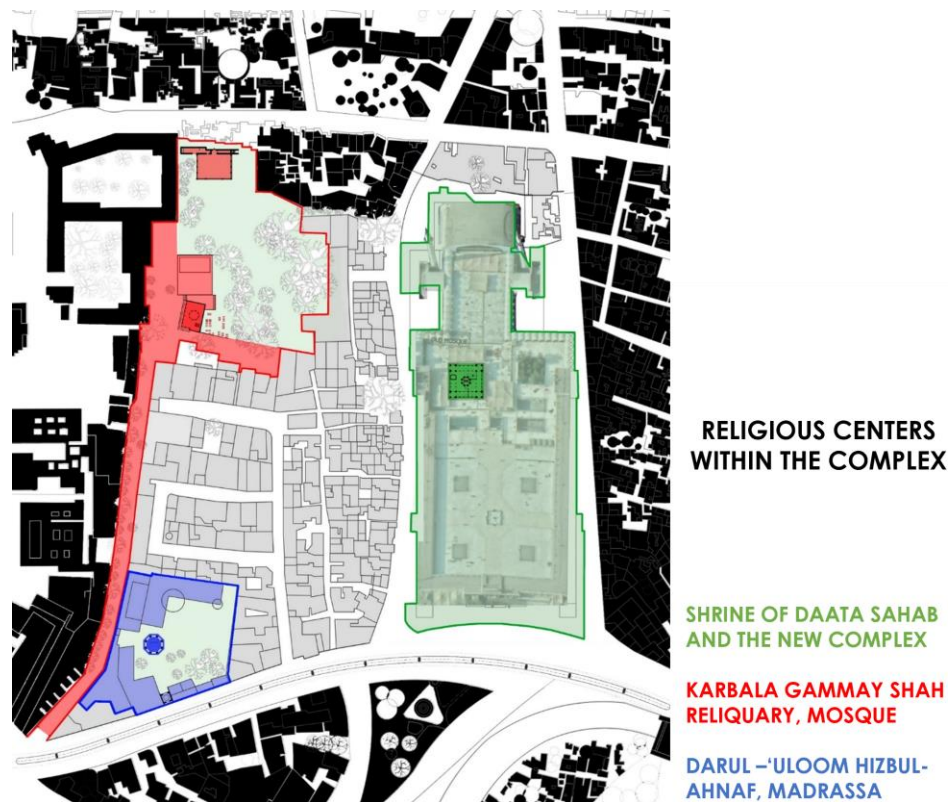 RELIGIOUS CENTERS
WITHIN THE COMPLEX
SHRINE OF DAATA SAHAB
AND THE NEW COMPLEX
KARBALA GAMMAY SHAH
RELIQUARY, MOSQUE
DARUL –‘ULOOM HIZBUL-
AHNAF, MADRASSA